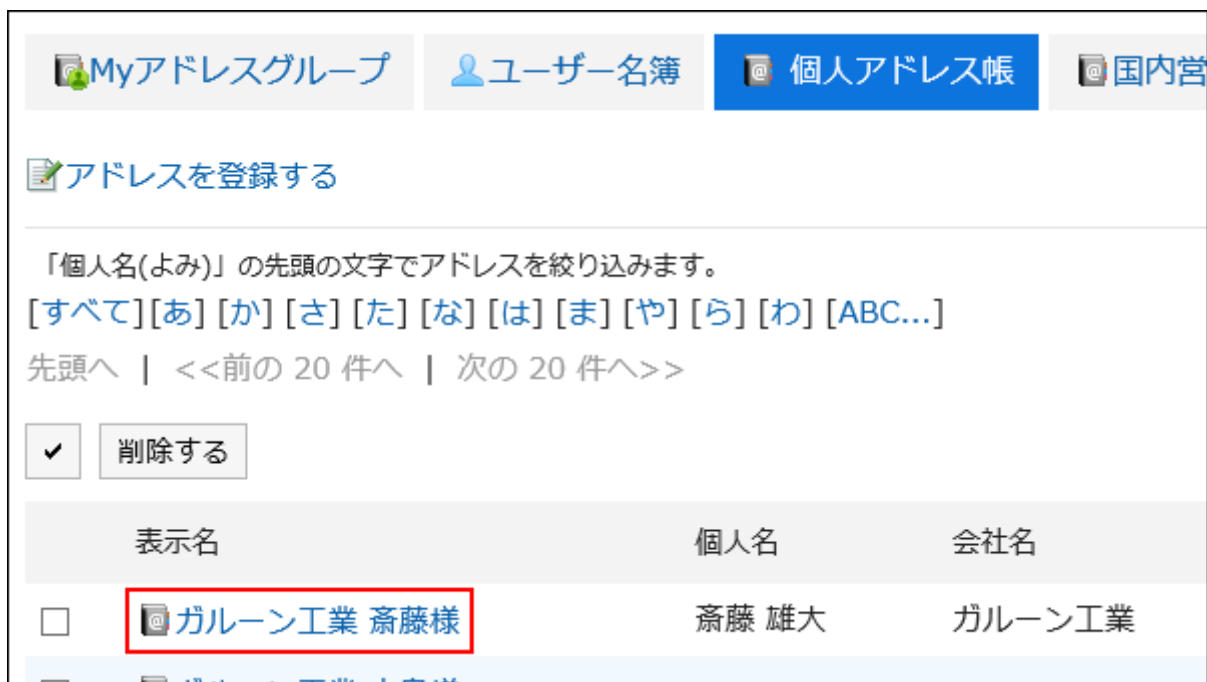 Myアドレスグループ ユーザー名簿 個人アドレス帳 国内営
アドレスを登録する
「個人名(よみ)」の先頭の文字でアドレスを絞り込みます。
[すべて][あ] [か] [さ] [た] [な] [は] [ま] [や] [ら] [わ] [ABC...]
先頭へ | <<前の 20 件へ | 次の 20 件へ>>
削除する
表示名 個人名 会社名
ガルーン工業 斎藤様 斎藤 雄大 ガルーン工業